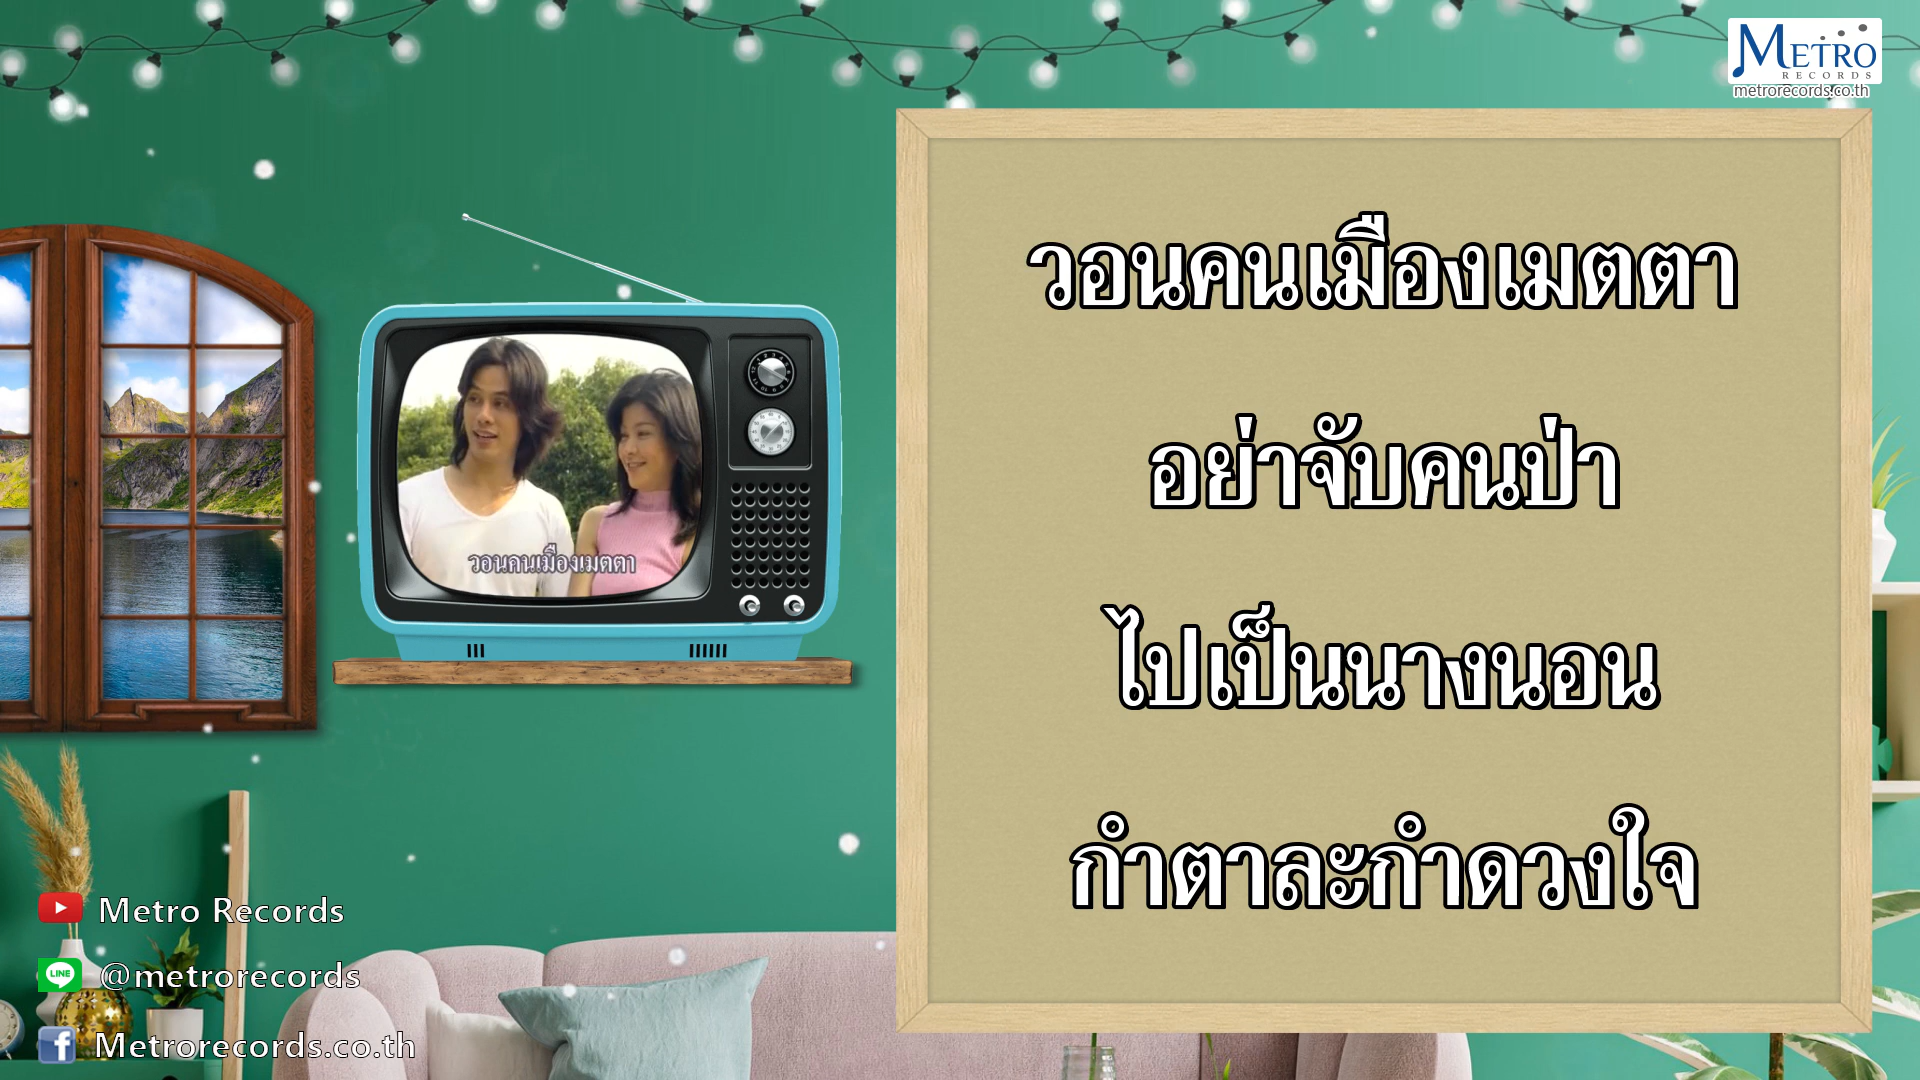 METRO
RECORDS
metrorecords.co.th
วอนคนเมืองเมตตา
อย่าจับคนป่า
ไปเป็นนางนอน
กำตาละกำดวงใจ
วอนคนเมืองเมตตา
Metro Records
LINE
@metrorecords
Metrorecords.co.th